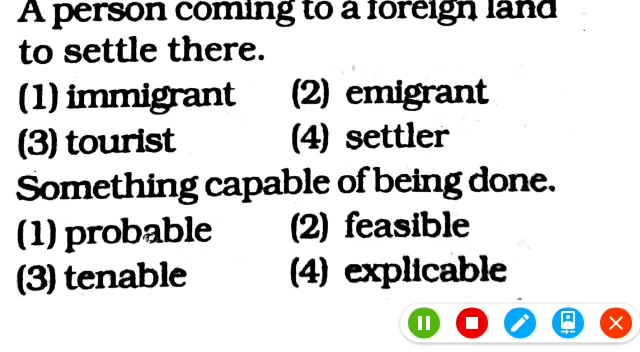 A person coming to a foreign land
to settle there.
(1) immigrant (2) emigrant
(3) tourist (4) settler
Something capable of being done.
(1) probable (2) feasible
(3) tenable (4) explicable